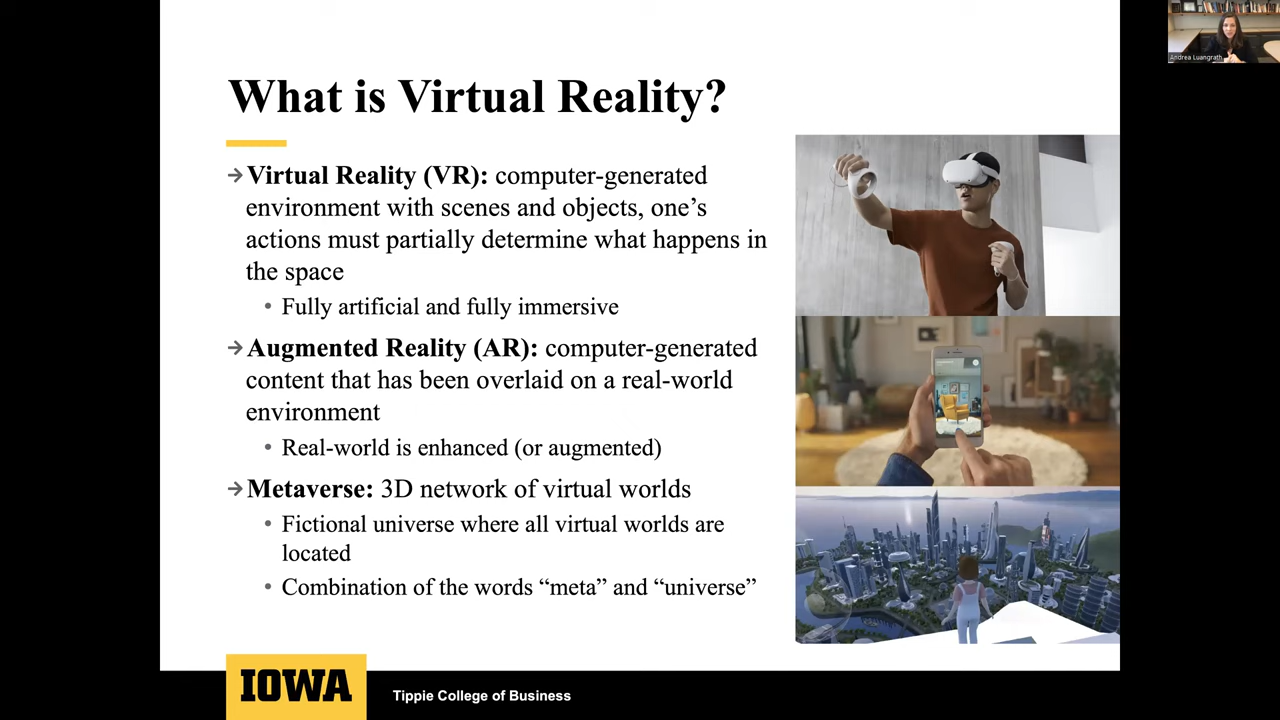 Andrea Luangrath
What is Virtual Reality?
→Virtual Reality (VR): computer-generated
environment with scenes and objects, one’s
actions must partially determine what happens in
the space
• Fully artificial and fully immersive
→Augmented Reality (AR): computer-generated
content that has been overlaid on a real-world
environment
• Real-world is enhanced (or augmented)
→Metaverse: 3D network of virtual worlds
• Fictional universe where all virtual worlds are
located
• Combination of the words “meta” and “universe”
IOWA
Tippie College of Business